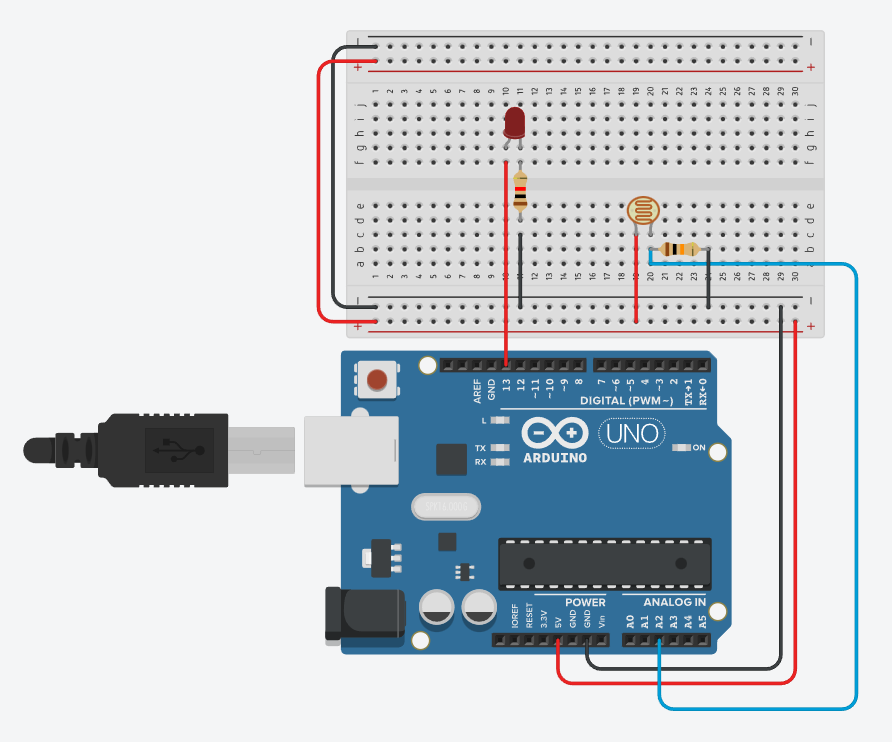 - -
+ +
1 2 3 4 5 6 7 8 9 10 11 12 13 14 15 16 17 18 19 20 21 22 23 24 25 26 27 28 29 30
j j
i i
h h
g g
f f
e e
d d
c c
b b
a a
1 2 3 4 5 6 7 8 9 10 11 12 13 14 15 16 17 18 19 20 21 22 23 24 25 26 27 28 29 30
- -
+ +
AREF GND 13 12 ~11 ~10 ~9 8 7 ~6 ~5 4 ~3 2 TX→1 RX←0
DIGITAL (PWM~)
L
TX
RX
ARDUINO
UNO
ON
POWER
ANALOG IN
IOREF RESET 3.3V 5V GND GND Vin A0 A1 A2 A3 A4 A5